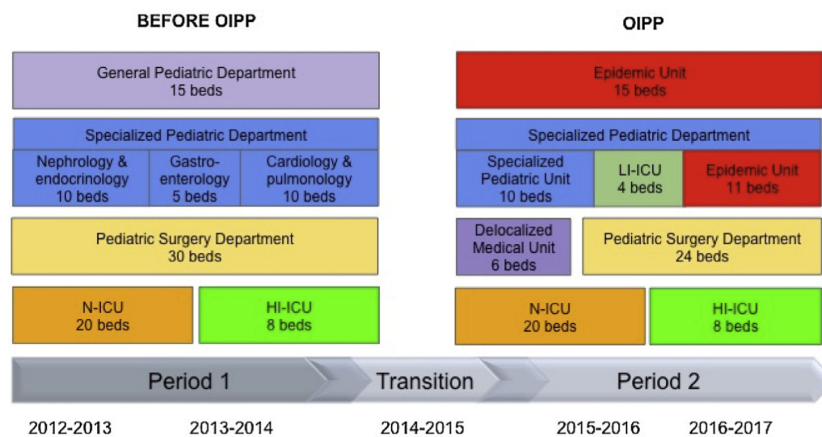 BEFORE OIPP
OIPP
General Pediatric Department
15 beds
Epidemic Unit
15 beds
Specialized Pediatric Department
Nephrology &
endocrinology
10 beds
Gastro-
enterology
5 beds
Cardiology &
pulmonology
10 beds
Specialized Pediatric Department
Specialized
Pediatric Unit
10 beds
LI-ICU
4 beds
Epidemic Unit
11 beds
Pediatric Surgery Department
30 beds
Delocalized
Medical Unit
6 beds
Pediatric Surgery Department
24 beds
N-ICU
20 beds
HI-ICU
8 beds
N-ICU
20 beds
HI-ICU
8 beds
Period 1
Transition
Period 2
2012-2013
2013-2014
2014-2015
2015-2016
2016-2017